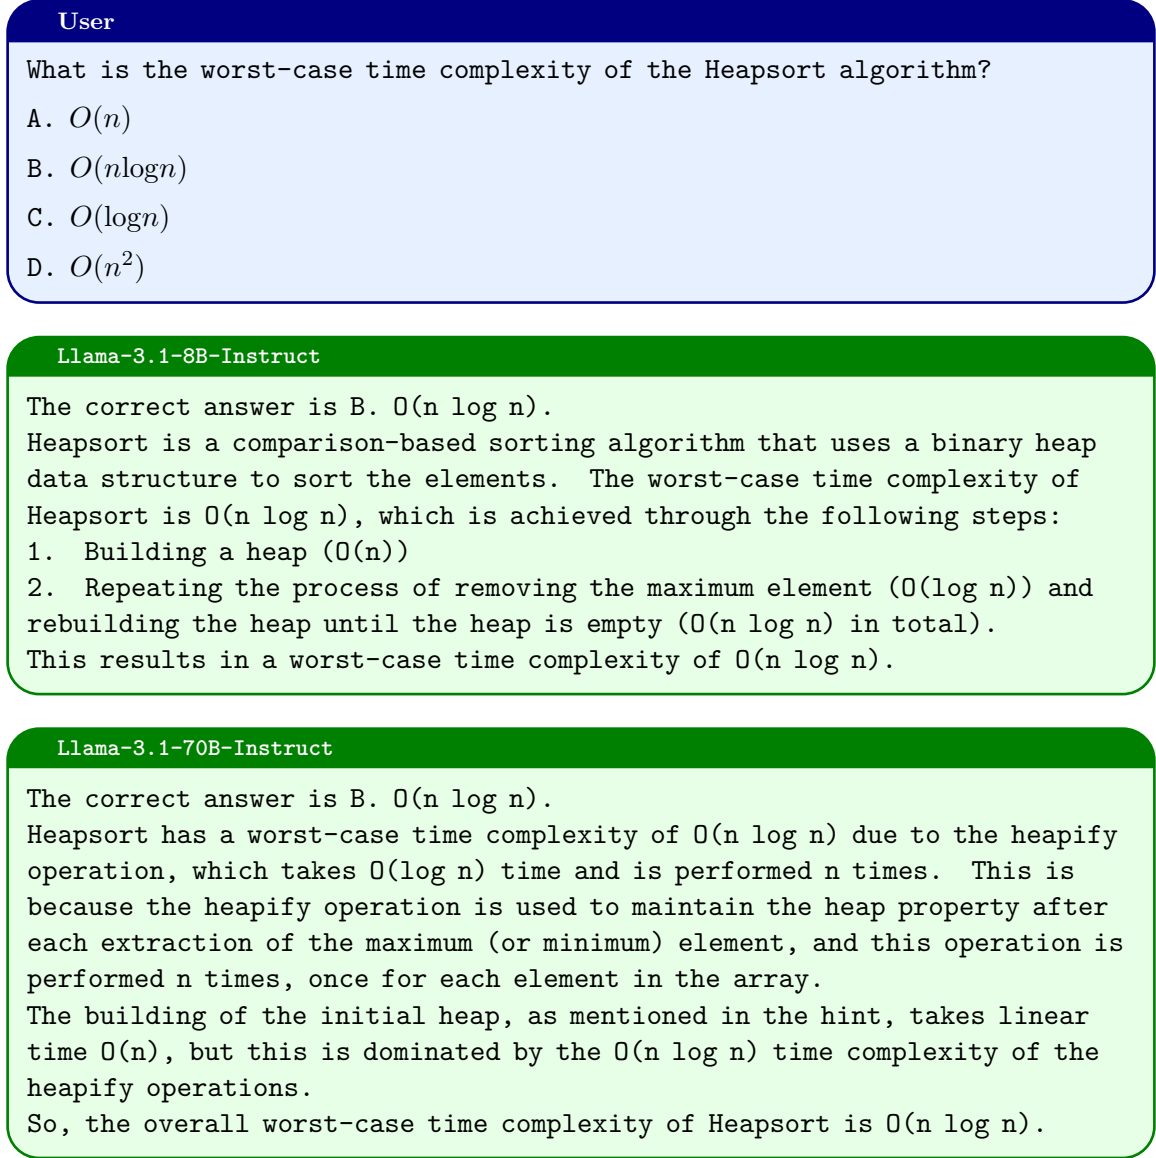 User
What is the worst-case time complexity of the Heapsort algorithm?
A. O(n)
B. O(nlogn)
C. O(logn)
D. O(n²)
Llama-3.1-8B-Instruct
The correct answer is B. O(n log n).
Heapsort is a comparison-based sorting algorithm that uses a binary heap
data structure to sort the elements. The worst-case time complexity of
Heapsort is O(n log n), which is achieved through the following steps:
1. Building a heap (O(n))
2. Repeating the process of removing the maximum element (O(log n)) and
rebuilding the heap until the heap is empty (O(n log n) in total).
This results in a worst-case time complexity of O(n log n).
Llama-3.1-70B-Instruct
The correct answer is B. O(n log n).
Heapsort has a worst-case time complexity of O(n log n) due to the heapify
operation, which takes O(log n) time and is performed n times. This is
because the heapify operation is used to maintain the heap property after
each extraction of the maximum (or minimum) element, and this operation is
performed n times, once for each element in the array.
The building of the initial heap, as mentioned in the hint, takes linear
time O(n), but this is dominated by the O(n log n) time complexity of the
heapify operations.
So, the overall worst-case time complexity of Heapsort is O(n log n).